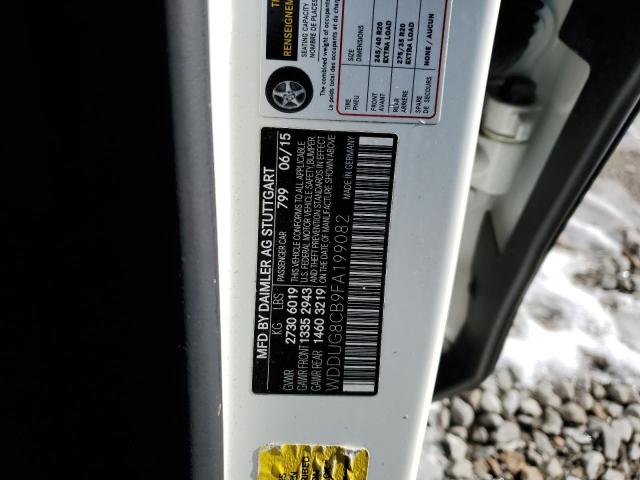 RENSEIGNEME
SEATING CAPACITY
NOMBRE DE PLACES
The combined weight of occupants
Le poids total des occupants et du c
TIRE SIZE
PNEU DIMENSIONS
FRONT 245/40 R20
AVANT EXTRA LOAD
REAR 275/35 R20
ARRIÈRE EXTRA LOAD
SPARE NONE / AUCUN
DE SECOURS
MFD BY DAIMLER AG STUTTGART
PASSENGER CAR 799 06/15
KG LBS
GVWR 2730 6019
GAWR FRONT 1335 2943
GAWR REAR 1460 3219
THIS VEHICLE CONFORMS TO ALL APPLICABLE
U.S. FEDERAL MOTOR VEHICLE SAFETY, BUMPER,
AND THEFT PREVENTION STANDARDS IN EFFECT
ON THE DATE OF MANUFACTURE SHOWN ABOVE
WDDUG8CB9FA199082
MADE IN GERMANY